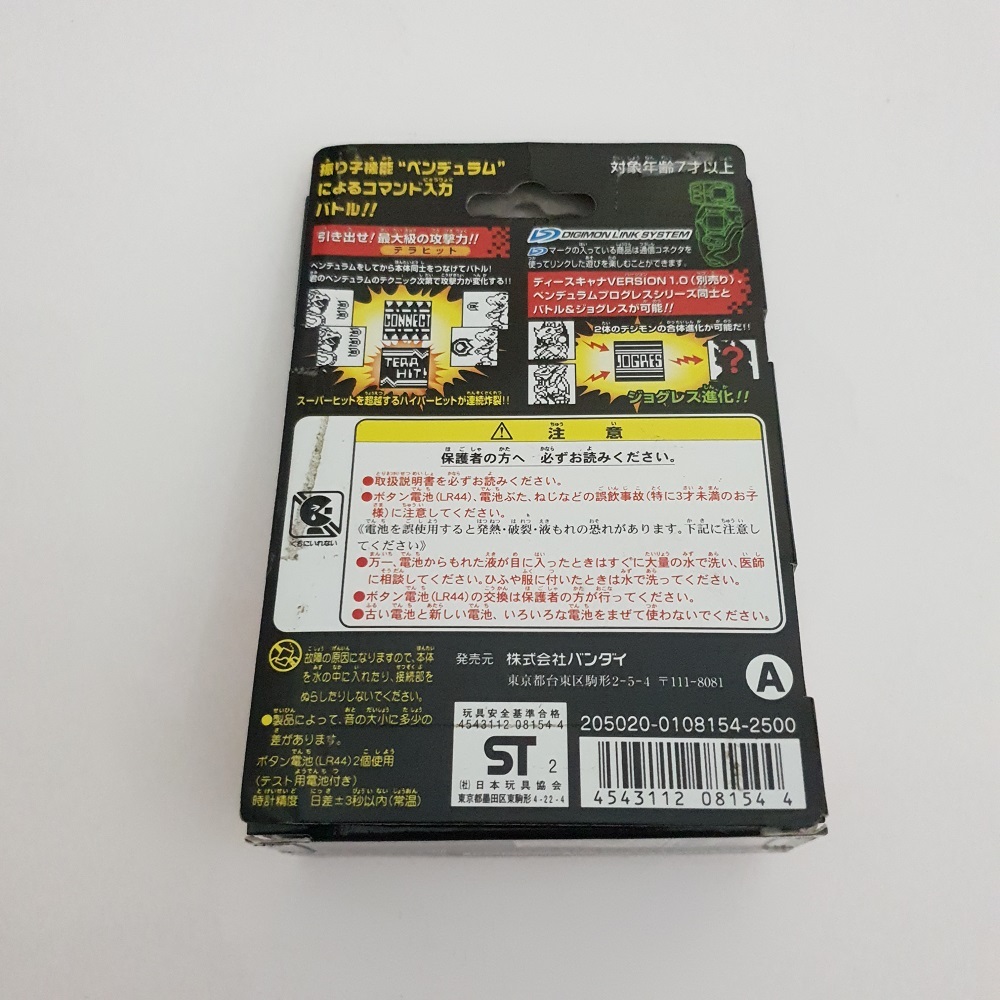 振り子機能“ペンデュラム”
によるコマンド入力
バトル!!
引き出せ!最大級の攻撃力!!
テラヒット
ペンデュラムをしてから本体同士をつなげてバトル!
君のペンデュラムのテクニック次第で攻撃力が変化する!!
CONNECT
TERA
HIT!
スーパーヒットを超越するハイパーヒットが連続炸裂!!
対象年齢7才以上
DIGIMON LINK SYSTEM
マークの入っている商品は通信コネクタを
使ってリンクした遊びを楽しむことができます。
ディースキャナVERSION1.0(別売り)・
ペンデュラムプログレスシリーズ同士と
バトル&ジョグレスが可能!!
2体のデジモンの合体進化が可能だ!!
JOGRES
?
ジョグレス進化!!
⚠ 注意
保護者の方へ 必ずお読みください。
●取扱説明書を必ずお読みください。
●ボタン電池(LR44)、電池ぶた、ねじなどの誤飲事故(特に3才未満のお子
様)に注意してください。
《電池を誤使用すると発熱・破裂・液もれの恐れがあります。下記に注意し
てください》
●万一、電池からもれた液が目に入ったときはすぐに大量の水で洗い、医師
に相談してください。ひふや服に付いたときは水で洗ってください。
●ボタン電池(LR44)の交換は保護者の方が行ってください。
●古い電池と新しい電池、いろいろな電池をまぜて使わないでください。
くちにいれない
故障の原因になりますので、本体
を水の中に入れたり、接続部を
ぬらしたりしないでください。
●製品によって、音の大小に多少の
差があります。
ボタン電池(LR44)2個使用
(テスト用電池付き)
時計精度 日差±3秒以内(常温)
発売元 株式会社バンダイ
東京都台東区駒形2-5-4 〒111-8081
A
玩具安全基準合格
4543112 08154 4
ST 2
(社)日本玩具協会
東京都墨田区東駒形4-22-4
205020-0108154-2500
4543112 08154 4